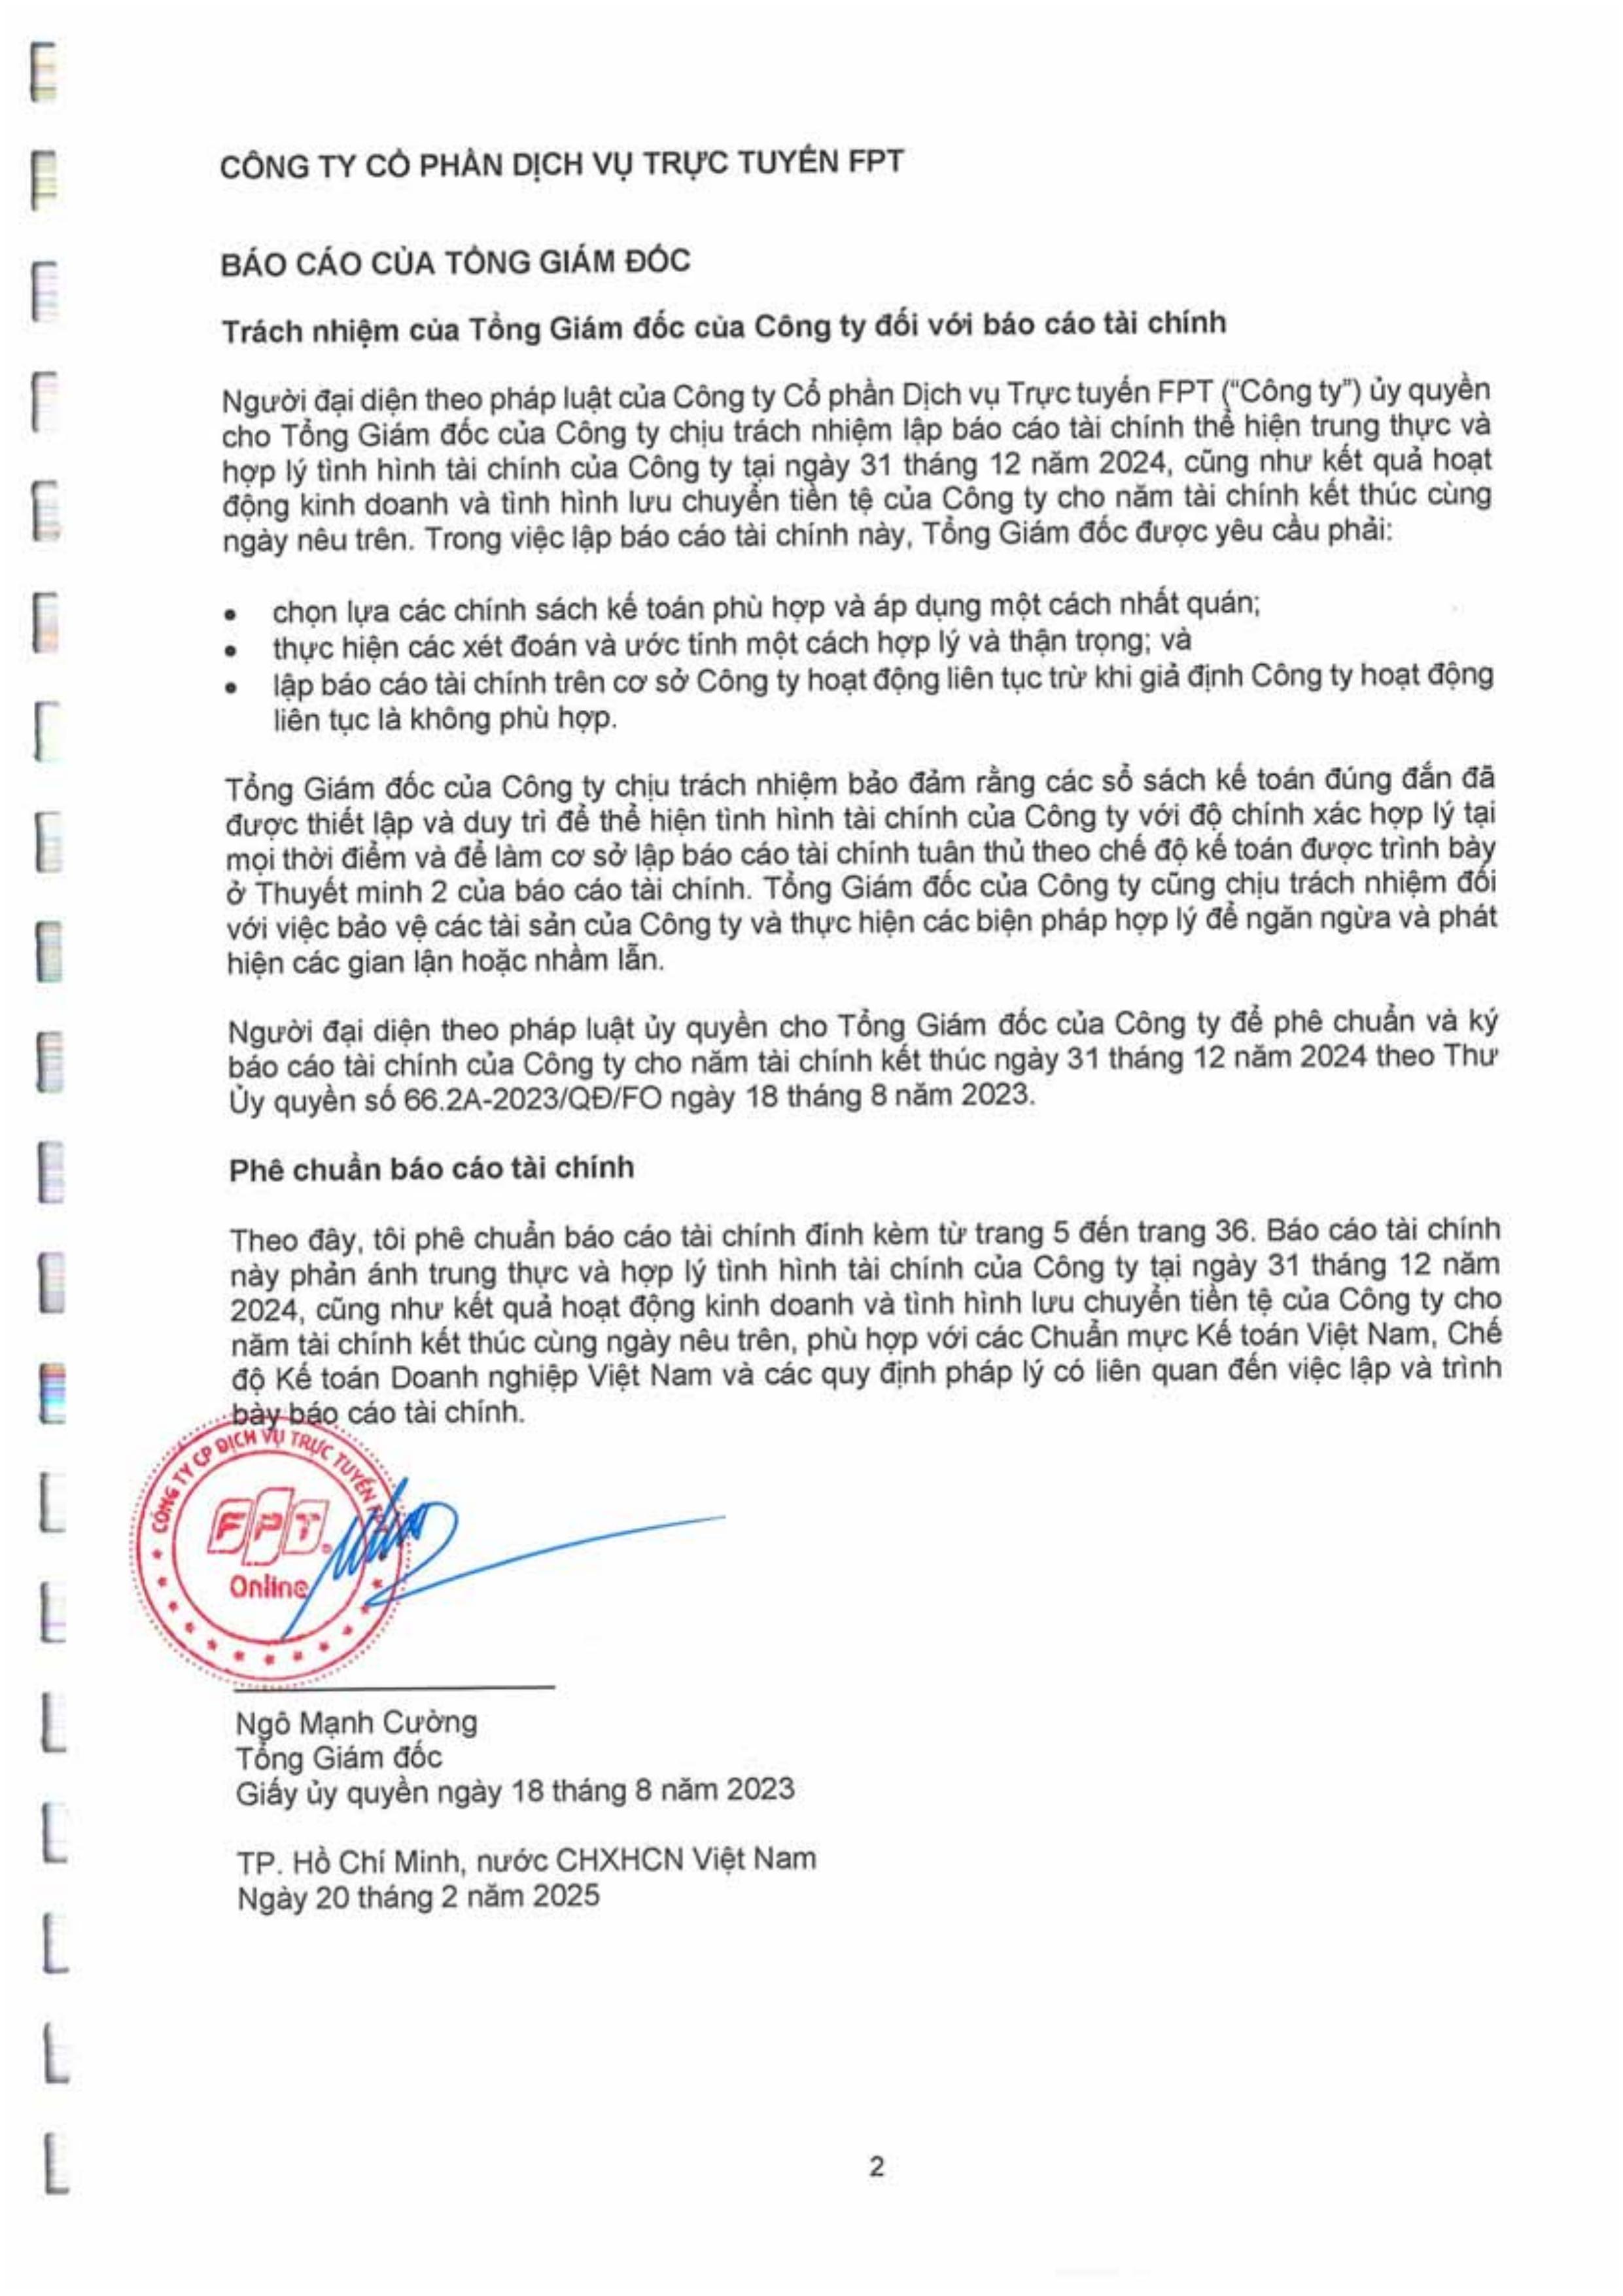 CÔNG TY CỔ PHẦN DỊCH VỤ TRỰC TUYẾN FPT
BÁO CÁO CỦA TỔNG GIÁM ĐỐC
Trách nhiệm của Tổng Giám đốc của Công ty đối với báo cáo tài chính
Người đại diện theo pháp luật của Công ty Cổ phần Dịch vụ Trực tuyến FPT (“Công ty”) ủy quyền
cho Tổng Giám đốc của Công ty chịu trách nhiệm lập báo cáo tài chính thể hiện trung thực và
hợp lý tình hình tài chính của Công ty tại ngày 31 tháng 12 năm 2024, cũng như kết quả hoạt
động kinh doanh và tình hình lưu chuyển tiền tệ của Công ty cho năm tài chính kết thúc cùng
ngày nêu trên. Trong việc lập báo cáo tài chính này, Tổng Giám đốc được yêu cầu phải:
• chọn lựa các chính sách kế toán phù hợp và áp dụng một cách nhất quán;
• thực hiện các xét đoán và ước tính một cách hợp lý và thận trọng; và
• lập báo cáo tài chính trên cơ sở Công ty hoạt động liên tục trừ khi giả định Công ty hoạt động
liên tục là không phù hợp.
Tổng Giám đốc của Công ty chịu trách nhiệm bảo đảm rằng các sổ sách kế toán đúng đắn đã
được thiết lập và duy trì để thể hiện tình hình tài chính của Công ty với độ chính xác hợp lý tại
mọi thời điểm và để làm cơ sở lập báo cáo tài chính tuân thủ theo chế độ kế toán được trình bày
ở Thuyết minh 2 của báo cáo tài chính. Tổng Giám đốc của Công ty cũng chịu trách nhiệm đối
với việc bảo vệ các tài sản của Công ty và thực hiện các biện pháp hợp lý để ngăn ngừa và phát
hiện các gian lận hoặc nhầm lẫn.
Người đại diện theo pháp luật ủy quyền cho Tổng Giám đốc của Công ty để phê chuẩn và ký
báo cáo tài chính của Công ty cho năm tài chính kết thúc ngày 31 tháng 12 năm 2024 theo Thư
Ủy quyền số 66.2A-2023/QĐ/FO ngày 18 tháng 8 năm 2023.
Phê chuẩn báo cáo tài chính
Theo đây, tôi phê chuẩn báo cáo tài chính đính kèm từ trang 5 đến trang 36. Báo cáo tài chính
này phản ánh trung thực và hợp lý tình hình tài chính của Công ty tại ngày 31 tháng 12 năm
2024, cũng như kết quả hoạt động kinh doanh và tình hình lưu chuyển tiền tệ của Công ty cho
năm tài chính kết thúc cùng ngày nêu trên, phù hợp với các Chuẩn mực Kế toán Việt Nam, Chế
độ Kế toán Doanh nghiệp Việt Nam và các quy định pháp lý có liên quan đến việc lập và trình
bày báo cáo tài chính.
CÔNG TY CP DỊCH VỤ TRỰC TUYẾN
FPT
Online
Ngô Mạnh Cường
Tổng Giám đốc
Giấy ủy quyền ngày 18 tháng 8 năm 2023
TP. Hồ Chí Minh, nước CHXHCN Việt Nam
Ngày 20 tháng 2 năm 2025
2